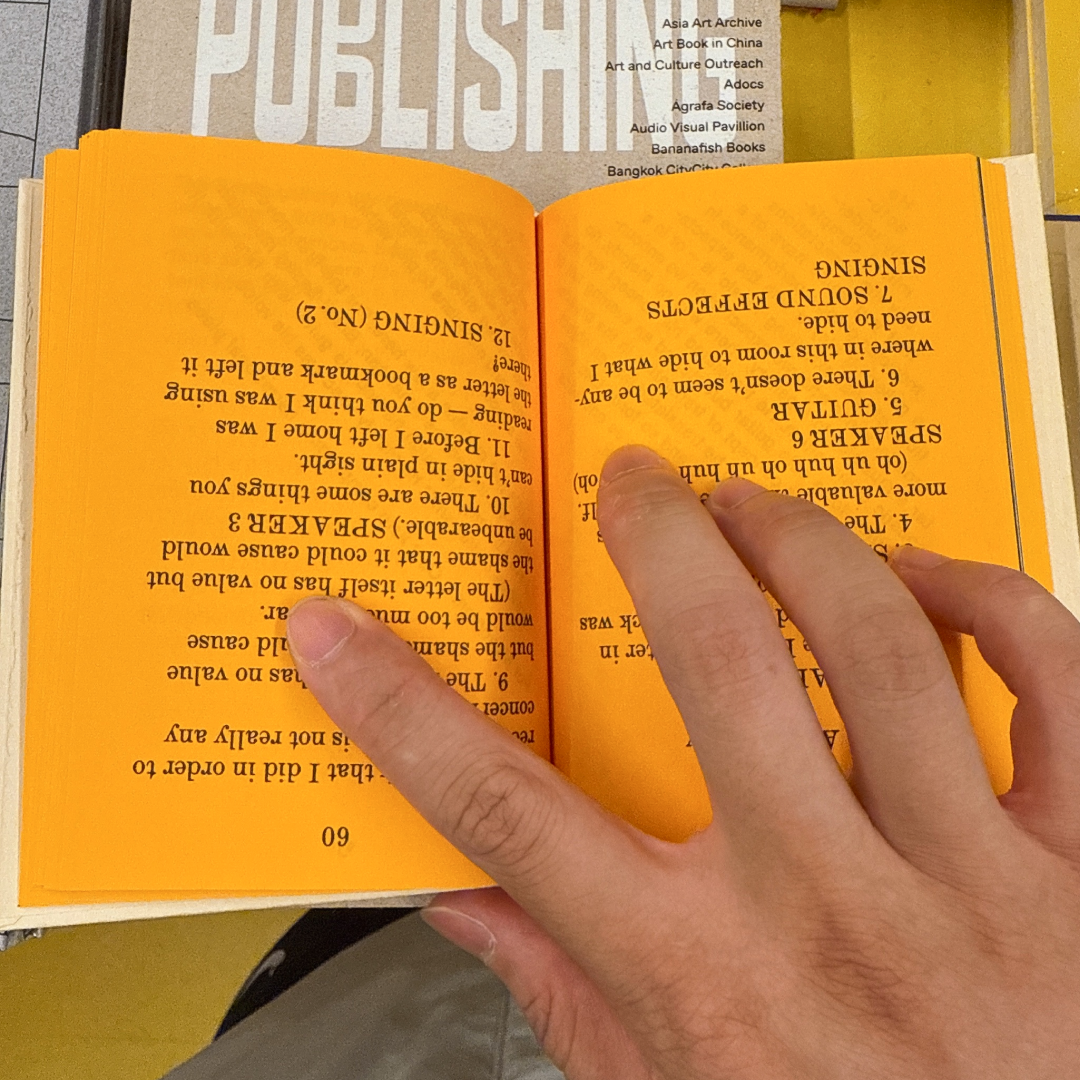 PUBLISHING
Asia Art Archive
Art Book in China
Art and Culture Outreach
Adocs
Agrafa Society
Audio Visual Pavillion
Bananafish Books
Bangkok CityCity
was
in
4. The
more valuable
(oh uh huh oh uh huh oh)
SPEAKER 6
5. GUITAR
6. There doesn't seem to be any-
where in this room to hide what I
need to hide.
7. SOUND EFFECTS
SINGING
60
that I did in order to
is not really any
9. The has no value
but the shame cause
would be too
(The letter itself has no value but
the shame that it could cause would
be unbearable.) SPEAKER 3
10. There are some things you
can't hide in plain sight.
11. Before I left home I was
reading — do you think I was using
the letter as a bookmark and left it
there?
12. SINGING (No. 2)